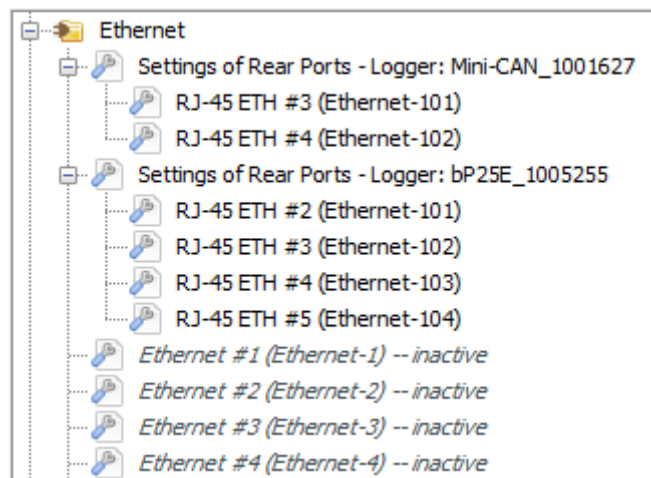 Ethernet
Settings of Rear Ports - Logger: Mini-CAN_1001627
RJ-45 ETH #3 (Ethernet-101)
RJ-45 ETH #4 (Ethernet-102)
Settings of Rear Ports - Logger: bP25E_1005255
RJ-45 ETH #2 (Ethernet-101)
RJ-45 ETH #3 (Ethernet-102)
RJ-45 ETH #4 (Ethernet-103)
RJ-45 ETH #5 (Ethernet-104)
Ethernet #1 (Ethernet-1) -- inactive
Ethernet #2 (Ethernet-2) -- inactive
Ethernet #3 (Ethernet-3) -- inactive
Ethernet #4 (Ethernet-4) -- inactive